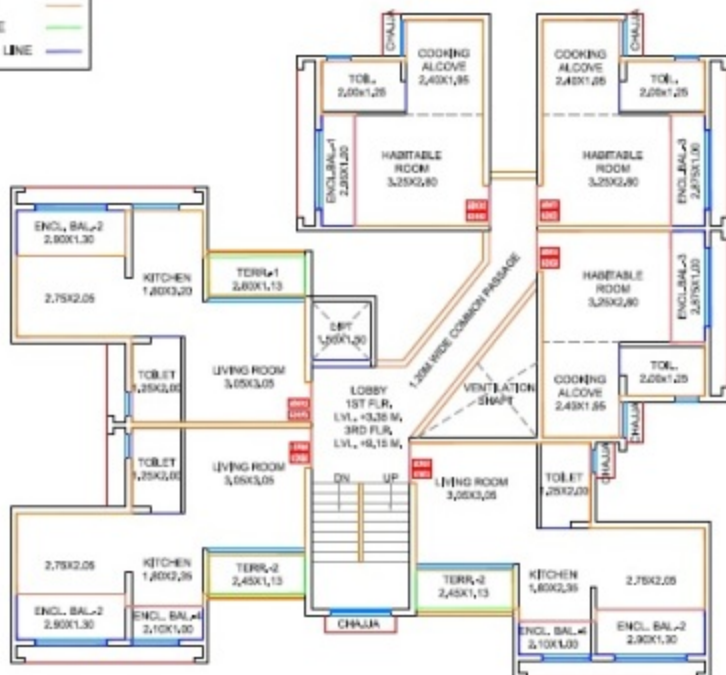 E
LINE
CHAJJA
COOKING
ALCOVE
2.40X1.95
TOIL.
2.00x1.25
ENCL.BAL-1
HABITABLE
ROOM
3.25X2.80
CHAJJA
COOKING
ALCOVE
2.40X1.95
TOIL.
2.00x1.25
HABITABLE
ROOM
3.25X2.80
ENCL.BAL-3
2.875X1.00
ENCL. BAL-2
2.90X1.30
2.75X2.05
KITCHEN
1.80X3.20
TERR.-1
2.80X1.13
TOILET
1.25X2.00
LIVING ROOM
3.05X3.05
LIFT
1.20M WIDE COMMON PASSAGE
HABITABLE
ROOM
3.25X2.80
ENCL.BAL-3
2.875X1.00
COOKING
ALCOVE
2.40X1.95
TOIL.
2.00x1.25
CHAJJA
VENTILATION
SHAFT
LOBBY
1ST FLR.
3RD FLR.
LVL. +9.15 M.
DN
UP
TOILET
1.25X2.00
LIVING ROOM
3.05X3.05
2.75X2.05
KITCHEN
1.80X2.35
TERR.-2
2.45X1.13
ENCL. BAL-2
2.90X1.30
ENCL. BAL-4
2.10X1.00
CHAJJA
LIVING ROOM
3.05X3.05
TOILET
1.25X2.00
CHAJJA
TERR.-2
2.45X1.13
KITCHEN
1.80X2.35
2.75X2.05
ENCL. BAL-4
2.10X1.00
ENCL. BAL-2
2.90X1.30